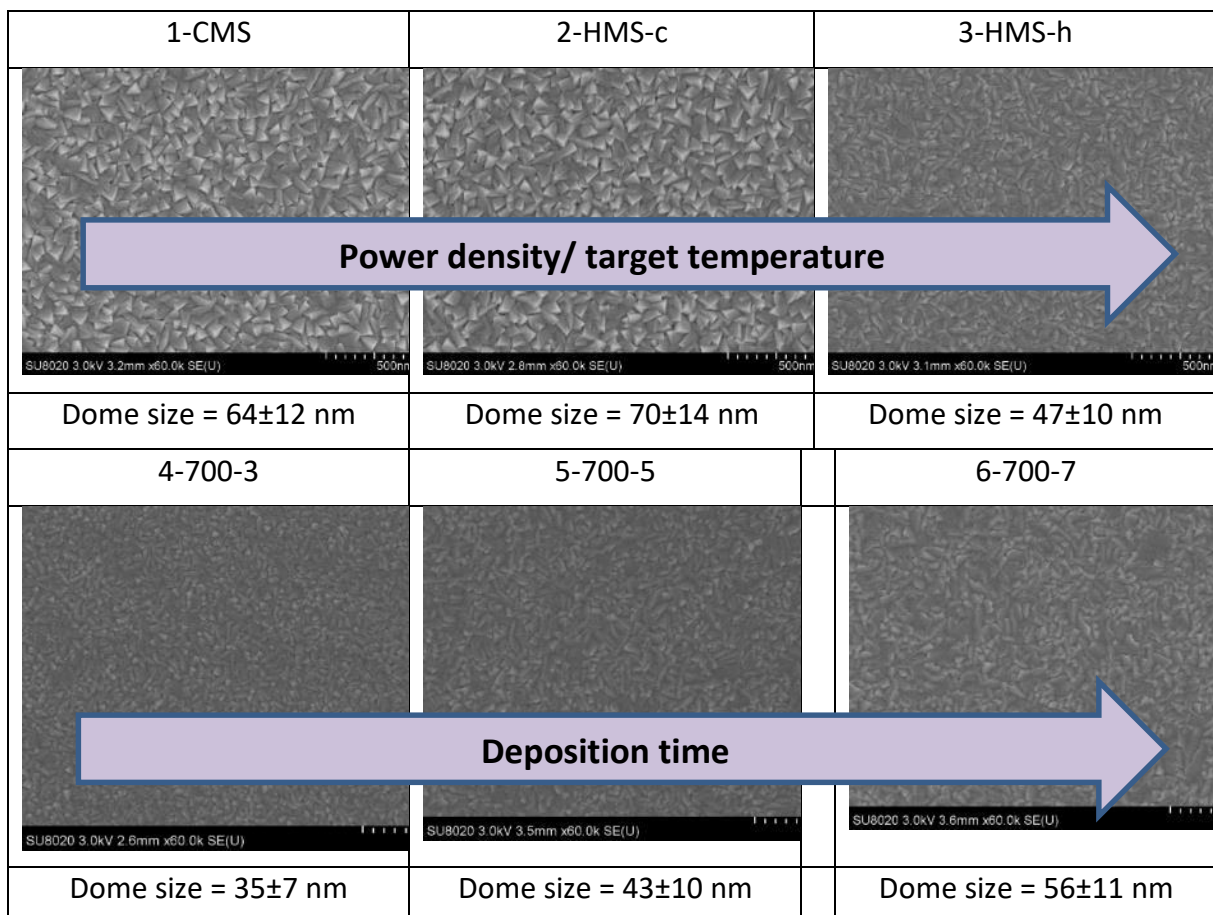 1-CMS
2-HMS-c
3-HMS-h
Power density/ target temperature
SU8020 3.0kV 3.2mm x60.0k SE(U)
500nm
SU8020 3.0kV 2.8mm x60.0k SE(U)
500nm
SU8020 3.0kV 3.1mm x60.0k SE(U)
500nm
Dome size = 64±12 nm
Dome size = 70±14 nm
Dome size = 47±10 nm
4-700-3
5-700-5
6-700-7
Deposition time
SU8020 3.0kV 2.6mm x60.0k SE(U)
SU8020 3.0kV 3.5mm x60.0k SE(U)
SU8020 3.0kV 3.6mm x60.0k SE(U)
Dome size = 35±7 nm
Dome size = 43±10 nm
Dome size = 56±11 nm